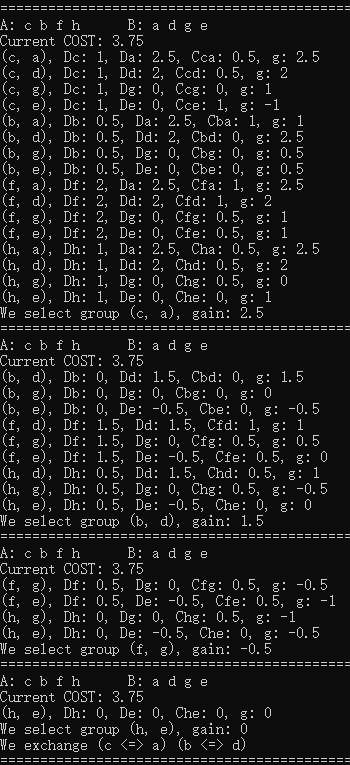 ==================================================
A: c b f h      B: a d g e
Current COST: 3.75
(c, a), Dc: 1, Da: 2.5, Cca: 0.5, g: 2.5
(c, d), Dc: 1, Dd: 2, Ccd: 0.5, g: 2
(c, g), Dc: 1, Dg: 0, Ccg: 0, g: 1
(c, e), Dc: 1, De: 0, Cce: 1, g: -1
(b, a), Db: 0.5, Da: 2.5, Cba: 1, g: 1
(b, d), Db: 0.5, Dd: 2, Cbd: 0, g: 2.5
(b, g), Db: 0.5, Dg: 0, Cbg: 0, g: 0.5
(b, e), Db: 0.5, De: 0, Cbe: 0, g: 0.5
(f, a), Df: 2, Da: 2.5, Cfa: 1, g: 2.5
(f, d), Df: 2, Dd: 2, Cfd: 1, g: 2
(f, g), Df: 2, Dg: 0, Cfg: 0.5, g: 1
(f, e), Df: 2, De: 0, Cfe: 0.5, g: 1
(h, a), Dh: 1, Da: 2.5, Cha: 0.5, g: 2.5
(h, d), Dh: 1, Dd: 2, Chd: 0.5, g: 2
(h, g), Dh: 1, Dg: 0, Chg: 0.5, g: 0
(h, e), Dh: 1, De: 0, Che: 0, g: 1
We select group (c, a), gain: 2.5
==================================================
A: c b f h      B: a d g e
Current COST: 3.75
(b, d), Db: 0, Dd: 1.5, Cbd: 0, g: 1.5
(b, g), Db: 0, Dg: 0, Cbg: 0, g: 0
(b, e), Db: 0, De: -0.5, Cbe: 0, g: -0.5
(f, d), Df: 1.5, Dd: 1.5, Cfd: 1, g: 1
(f, g), Df: 1.5, Dg: 0, Cfg: 0.5, g: 0.5
(f, e), Df: 1.5, De: -0.5, Cfe: 0.5, g: 0
(h, d), Dh: 0.5, Dd: 1.5, Chd: 0.5, g: 1
(h, g), Dh: 0.5, Dg: 0, Chg: 0.5, g: -0.5
(h, e), Dh: 0.5, De: -0.5, Che: 0, g: 0
We select group (b, d), gain: 1.5
==================================================
A: c b f h      B: a d g e
Current COST: 3.75
(f, g), Df: 0.5, Dg: 0, Cfg: 0.5, g: -0.5
(f, e), Df: 0.5, De: -0.5, Cfe: 0.5, g: -1
(h, g), Dh: 0, Dg: 0, Chg: 0.5, g: -1
(h, e), Dh: 0, De: -0.5, Che: 0, g: -0.5
We select group (f, g), gain: -0.5
==================================================
A: c b f h      B: a d g e
Current COST: 3.75
(h, e), Dh: 0, De: 0, Che: 0, g: 0
We select group (h, e), gain: 0
We exchange (c <=> a) (b <=> d)
==================================================